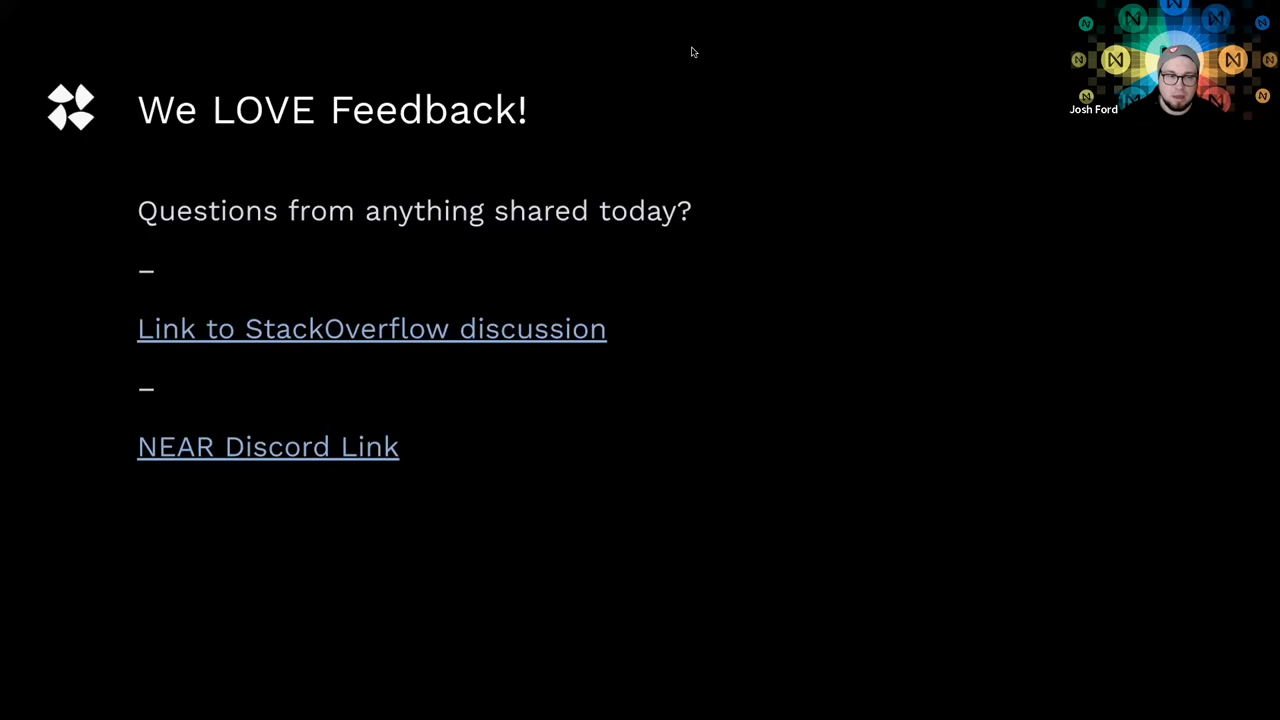 We LOVE Feedback!
Josh Ford
Questions from anything shared today?
–
Link to StackOverflow discussion
–
NEAR Discord Link